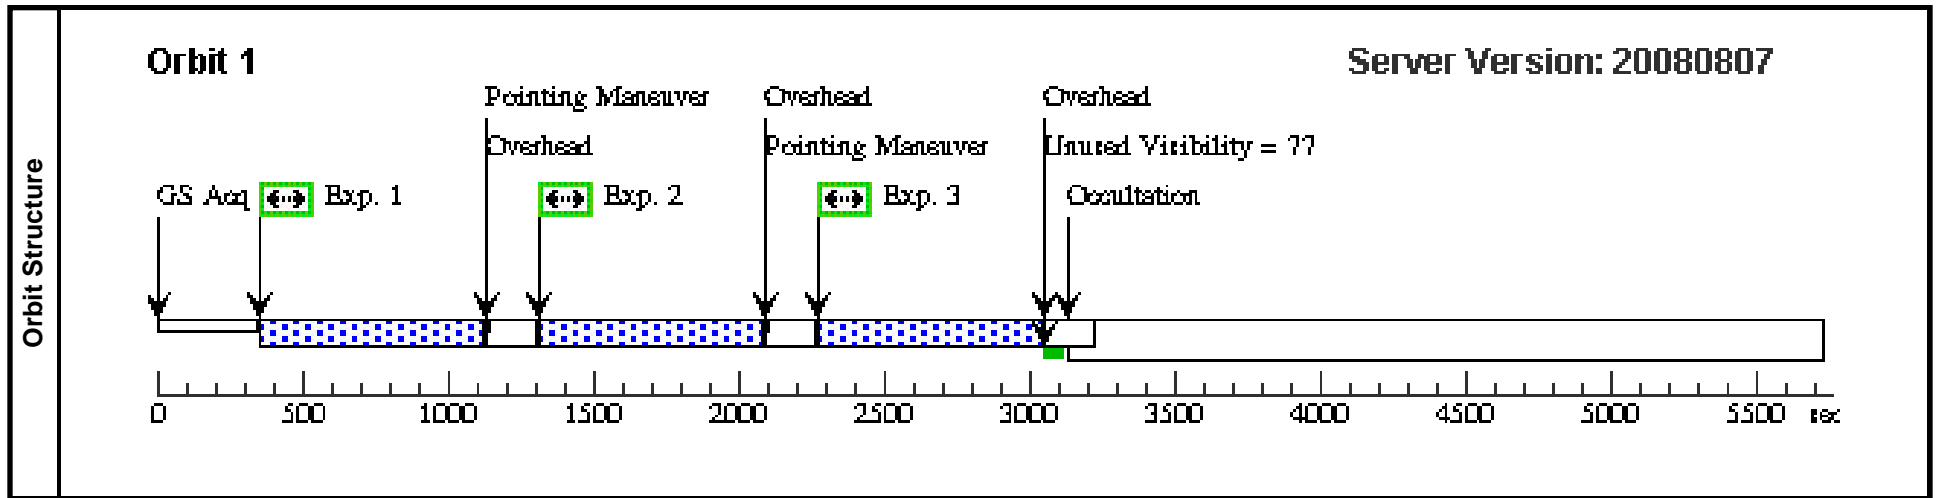 Orbit Structure
Orbit 1
Server Version: 20080807
Pointing Maneuver
Overhead
Overhead
Overhead
Pointing Maneuver
Unused Visibility = 77
GS Acq
Exp. 1
Exp. 2
Exp. 3
Occultation
0 500 1000 1500 2000 2500 3000 3500 4000 4500 5000 5500 sec